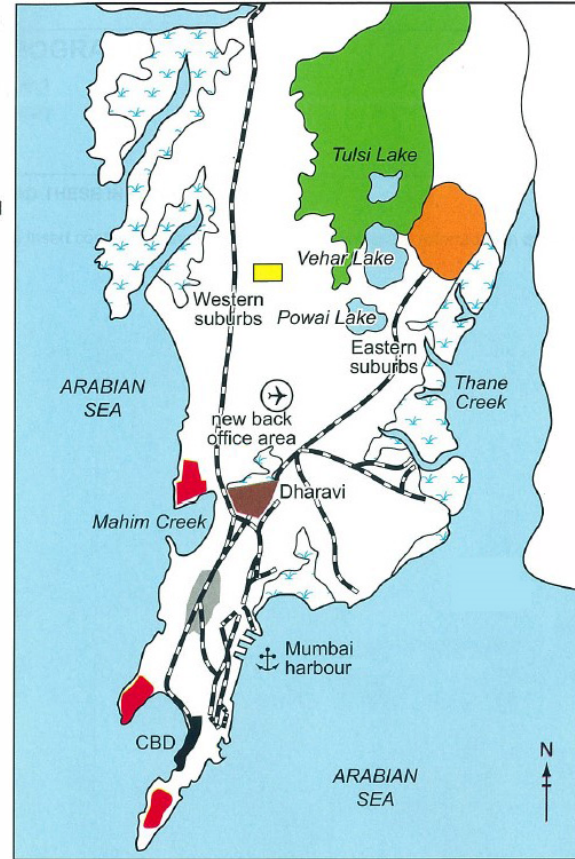 Tulsi Lake
Vehar Lake
Western
suburbs
Powai Lake
Eastern
suburbs
ARABIAN
SEA
Thane
Creek
new back
office area
Dharavi
Mahim Creek
Mumbai
harbour
CBD
N
ARABIAN
SEA